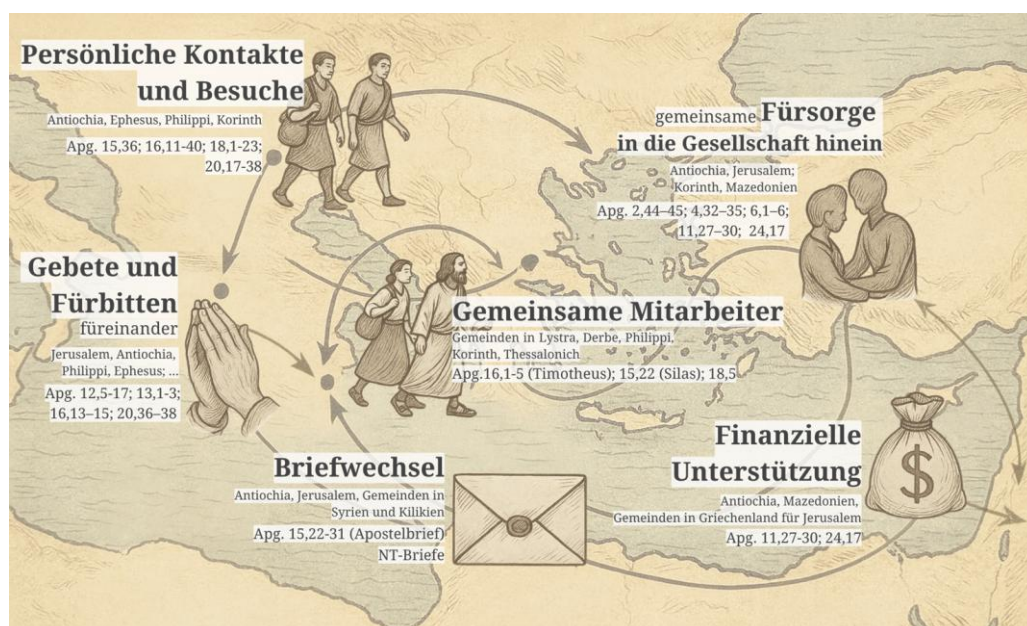 Persönliche Kontakte
und Besuche
Antiochia, Ephesus, Philippi, Korinth
Apg. 15,36; 16,11-40; 18,1-23;
20,17-38
gemeinsame Fürsorge
in die Gesellschaft hinein
Antiochia, Jerusalem;
Korinth, Mazedonien
Apg. 2,44–45; 4,32–35; 6,1–6;
11,27–30; 24,17
Gebete und
Fürbitten
füreinander
Jerusalem, Antiochia,
Philippi, Ephesus; ...
Apg. 12,5-17; 13,1-3;
16,13–15; 20,36–38
Gemeinsame Mitarbeiter
Gemeinden in Lystra, Derbe, Philippi,
Korinth, Thessalonich
Apg.16,1-5 (Timotheus); 15,22 (Silas); 18,5
Briefwechsel
Antiochia, Jerusalem, Gemeinden in
Syrien und Kilikien
Apg. 15,22-31 (Apostelbrief)
NT-Briefe
Finanzielle
Unterstützung
Antiochia, Mazedonien,
Gemeinden in Griechenland für Jerusalem
Apg. 11,27-30; 24,17
$